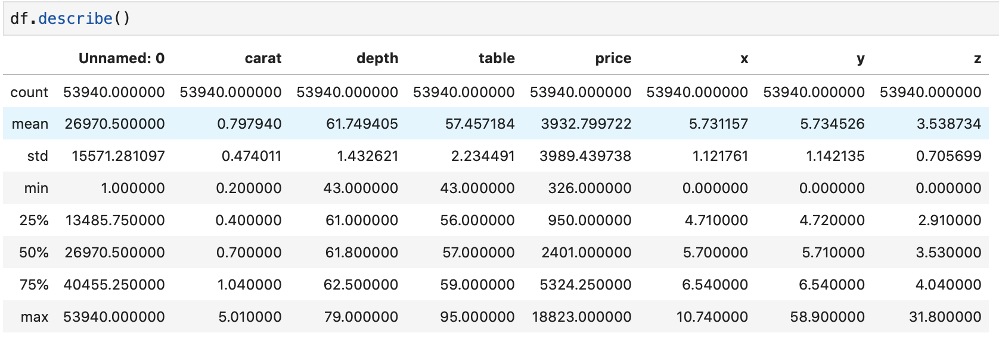 df.describe()
Unnamed: 0 carat depth table price x y z
count 53940.000000 53940.000000 53940.000000 53940.000000 53940.000000 53940.000000 53940.000000 53940.000000
mean 26970.500000 0.797940 61.749405 57.457184 3932.799722 5.731157 5.734526 3.538734
std 15571.281097 0.474011 1.432621 2.234491 3989.439738 1.121761 1.142135 0.705699
min 1.000000 0.200000 43.000000 43.000000 326.000000 0.000000 0.000000 0.000000
25% 13485.750000 0.400000 61.000000 56.000000 950.000000 4.710000 4.720000 2.910000
50% 26970.500000 0.700000 61.800000 57.000000 2401.000000 5.700000 5.710000 3.530000
75% 40455.250000 1.040000 62.500000 59.000000 5324.250000 6.540000 6.540000 4.040000
max 53940.000000 5.010000 79.000000 95.000000 18823.000000 10.740000 58.900000 31.800000